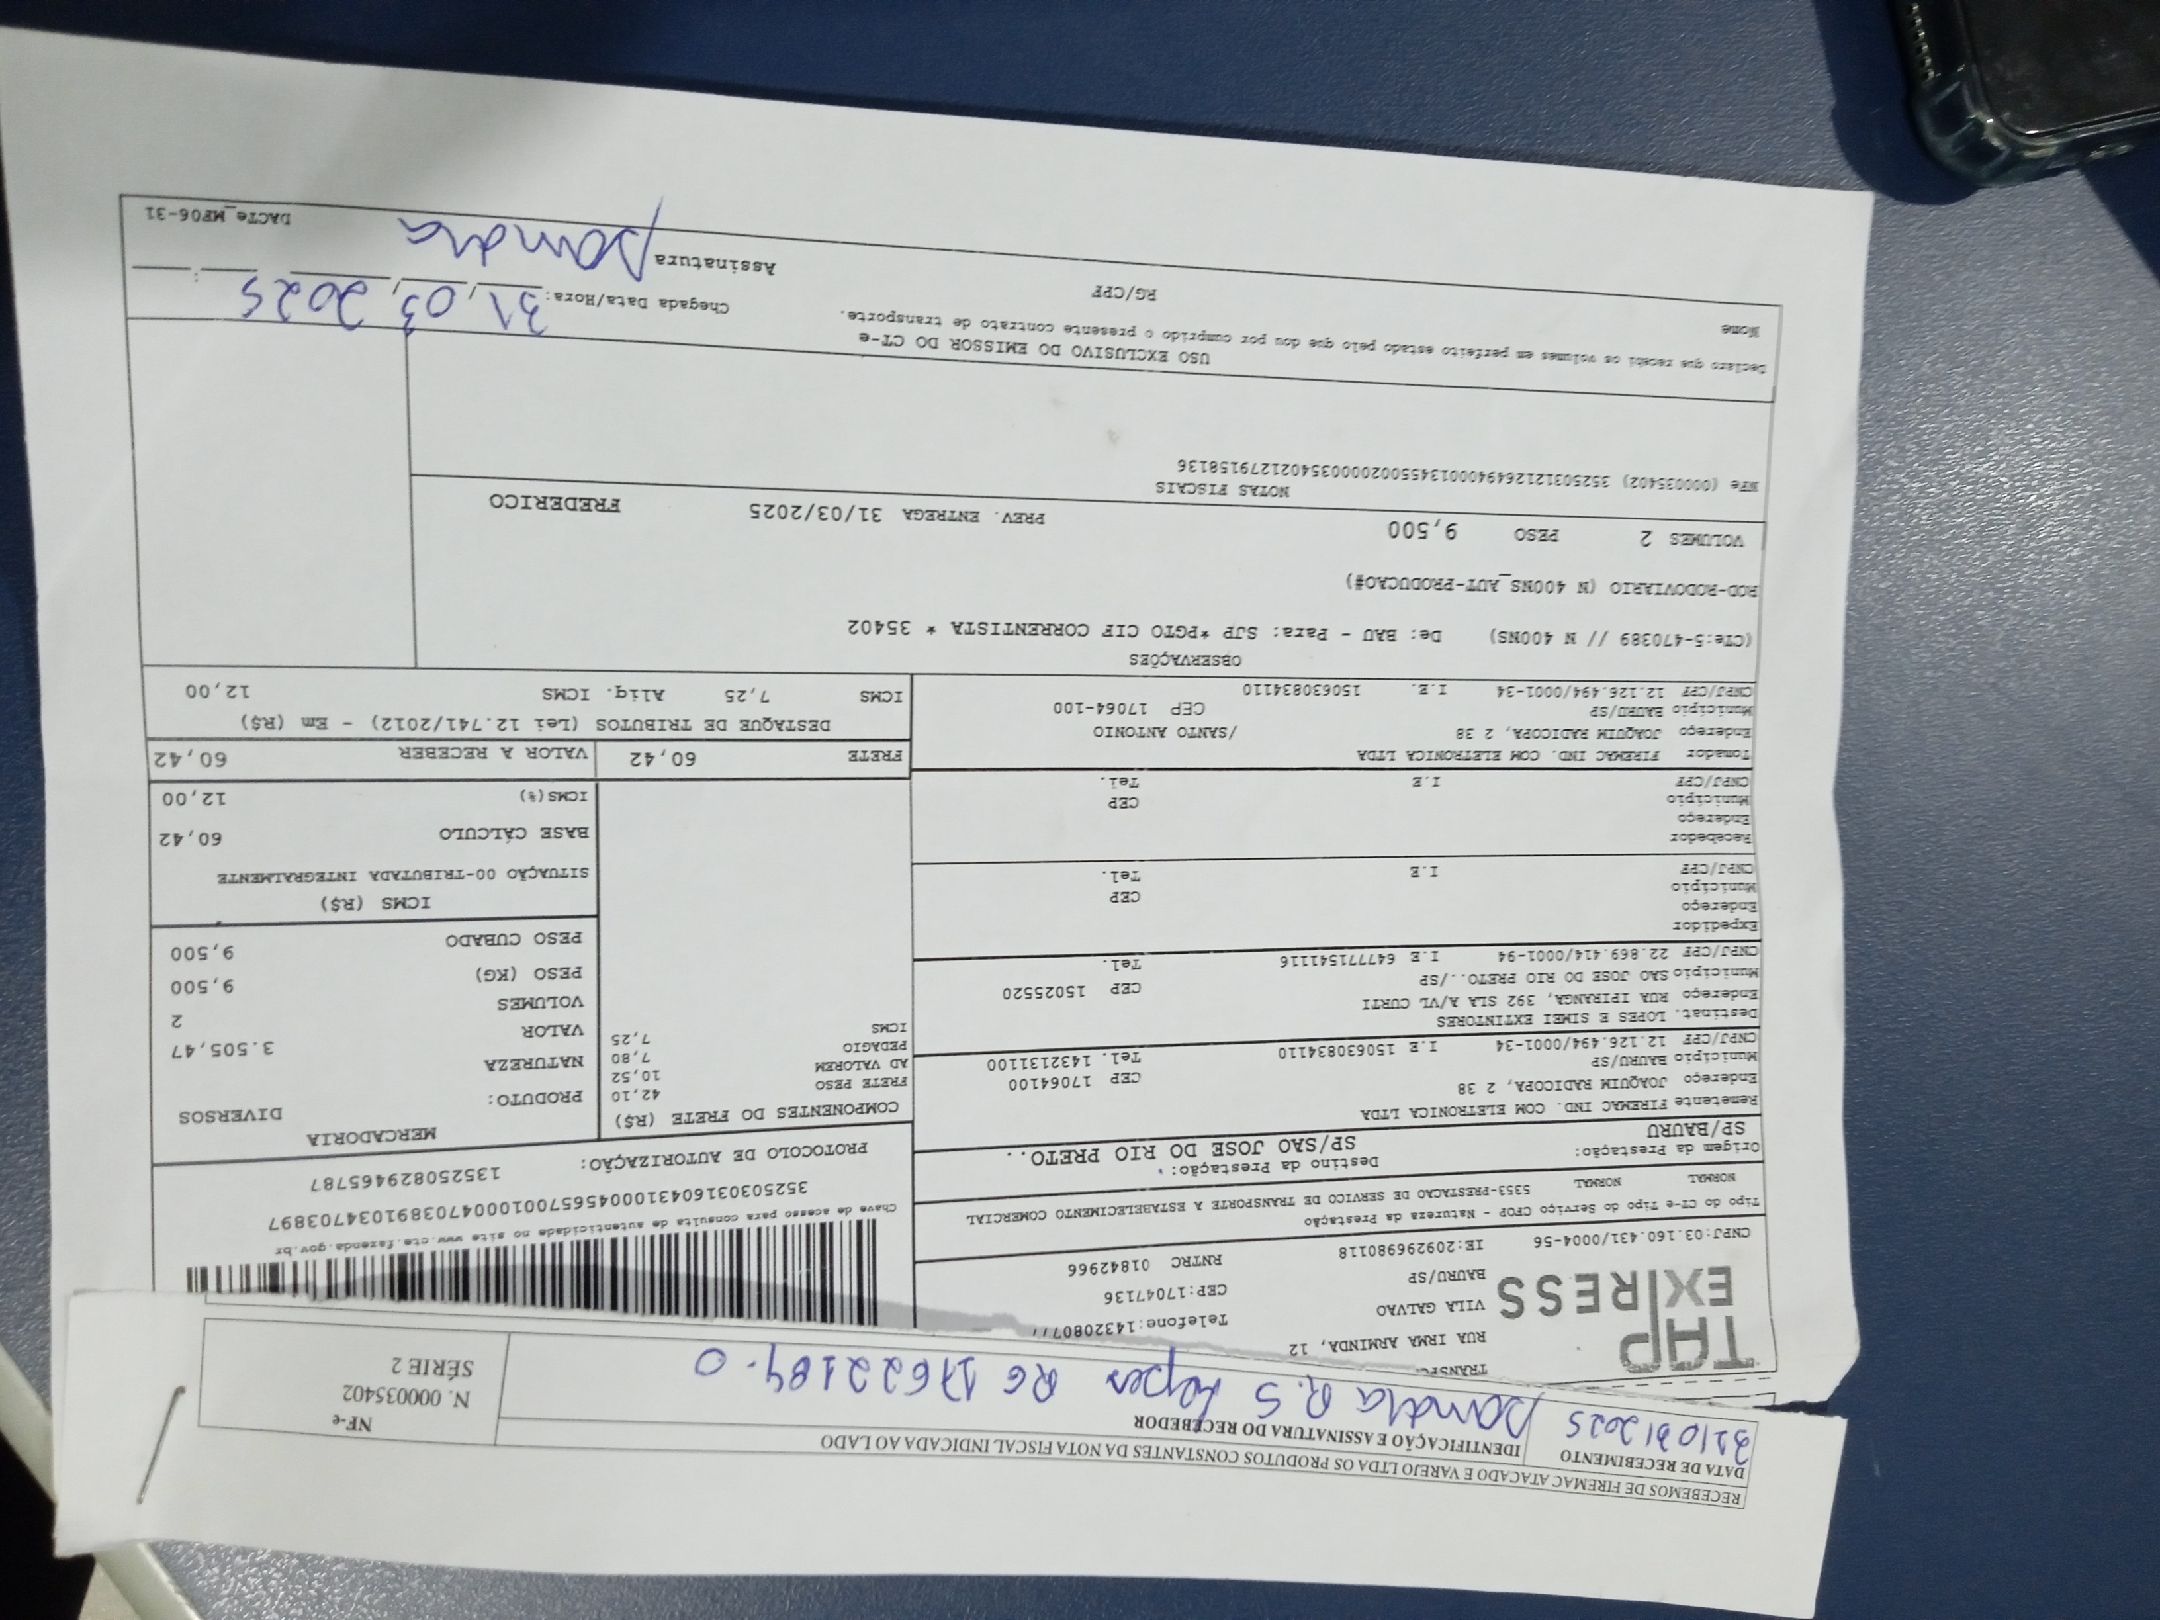 RECEBEMOS DE FIREMAC ATACADO E VAREJO LTDA OS PRODUTOS CONSTANTES DA NOTA FISCAL INDICADA AO LADO
DATA DE RECEBIMENTO
IDENTIFICAÇÃO E ASSINATURA DO RECEBEDOR
31/03/2025
Sandra R. S Lopes RG 17622184-0
NF-e
N. 000035402
SÉRIE 2
TAP
EXPRESS
RUA IRMA ARMINDA, 12
VILA GALVAO
BAURU/SP
CEP:17047136
CNPJ:03.160.431/0004-56 IE:209296980118 RNTRC 01842966
Chave de acesso para consulta de autenticidade no site www.cte.fazenda.gov.br
35250303160431000456570010004703891034703897
PROTOCOLO DE AUTORIZAÇÃO: 135250829465787
Tipo do CT-e Tipo do Serviço CFOP - Natureza da Prestação
NORMAL NORMAL 5353-PRESTACAO DE SERVICO DE TRANSPORTE A ESTABELECIMENTO COMERCIAL
Origem da Prestação: Destino da Prestação:
SP/BAURU SP/SAO JOSE DO RIO PRETO..
Remetente FIREMAC IND. COM ELETRONICA LTDA
Endereço JOAQUIM RADICOPA, 2 38
Município BAURU/SP CEP 17064100
CNPJ/CPF 12.126.494/0001-34 I.E 150630834110 Tel. 1432131100
Destinat. LOPES E SIMEI EXTINTORES
Endereço RUA IPIRANGA, 392 SLA A/VL CURTI
Município SAO JOSE DO RIO PRETO../SP CEP 15025520
CNPJ/CPF 22.869.414/0001-94 I.E 647771541116 Tel.
Expedidor
Endereço
Município CEP
CNPJ/CPF I.E Tel.
Recebedor
Endereço
Município CEP
CNPJ/CPF I.E Tel.
Tomador FIREMAC IND. COM ELETRONICA LTDA
Endereço JOAQUIM RADICOPA, 2 38 /SANTO ANTONIO
Município BAURU/SP CEP 17064-100
CNPJ/CPF 12.126.494/0001-34 I.E. 150630834110
COMPONENTES DO FRETE (R$)
FRETE PESO 42,10
AD VALOREM 10,52
PEDAGIO 7,80
ICMS 7,25
MERCADORIA
PRODUTO: DIVERSOS
NATUREZA
VALOR 3.505,47
VOLUMES 2
PESO (KG) 9,500
PESO CUBADO 9,500
ICMS (R$)
SITUAÇÃO 00-TRIBUTADA INTEGRALMENTE
BASE CÁLCULO 60,42
ICMS(%) 12,00
FRETE 60,42 VALOR A RECEBER 60,42
DESTAQUE DE TRIBUTOS (Lei 12.741/2012) - Em (R$)
ICMS 7,25 Aliq. ICMS 12,00
OBSERVAÇÕES
(CTe:5-470389 // N 400NS) De: BAU - Para: SJP *PGTO CIF CORRENTISTA * 35402
ROD-RODOVIARIO (N 400NS_AUT-PRODUCAO#)
VOLUMES 2 PESO 9,500 PREV. ENTREGA 31/03/2025 FREDERICO
NOTAS FISCAIS
NFe (000035402) 35250312126494000134550020000354021279158136
USO EXCLUSIVO DO EMISSOR DO CT-e
Declaro que recebi os volumes em perfeito estado pelo que dou por cumprido o presente contrato de transporte.
Chegada Data/Hora: 31/03/2025 :
Nome RG/CPF Assinatura Sandra
DACTe_MF06-31